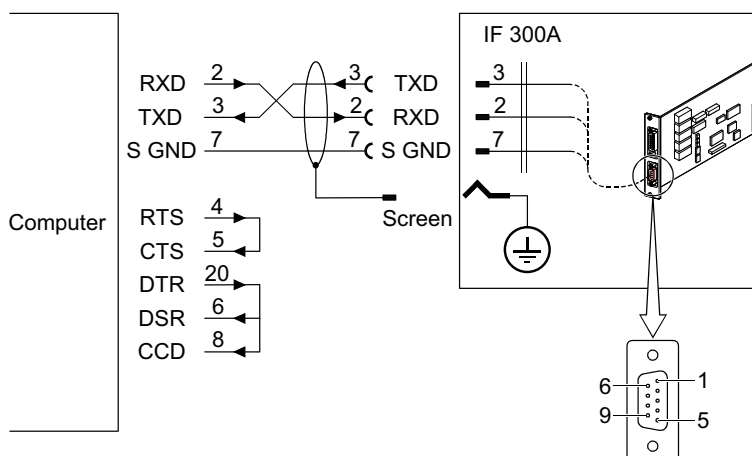 IF 300A
RXD 2 3 TXD 3
TXD 3 2 RXD 2
S GND 7 7 S GND 7
Screen
Computer
RTS 4
CTS 5
DTR 20
DSR 6
CCD 8
6 1
9 5